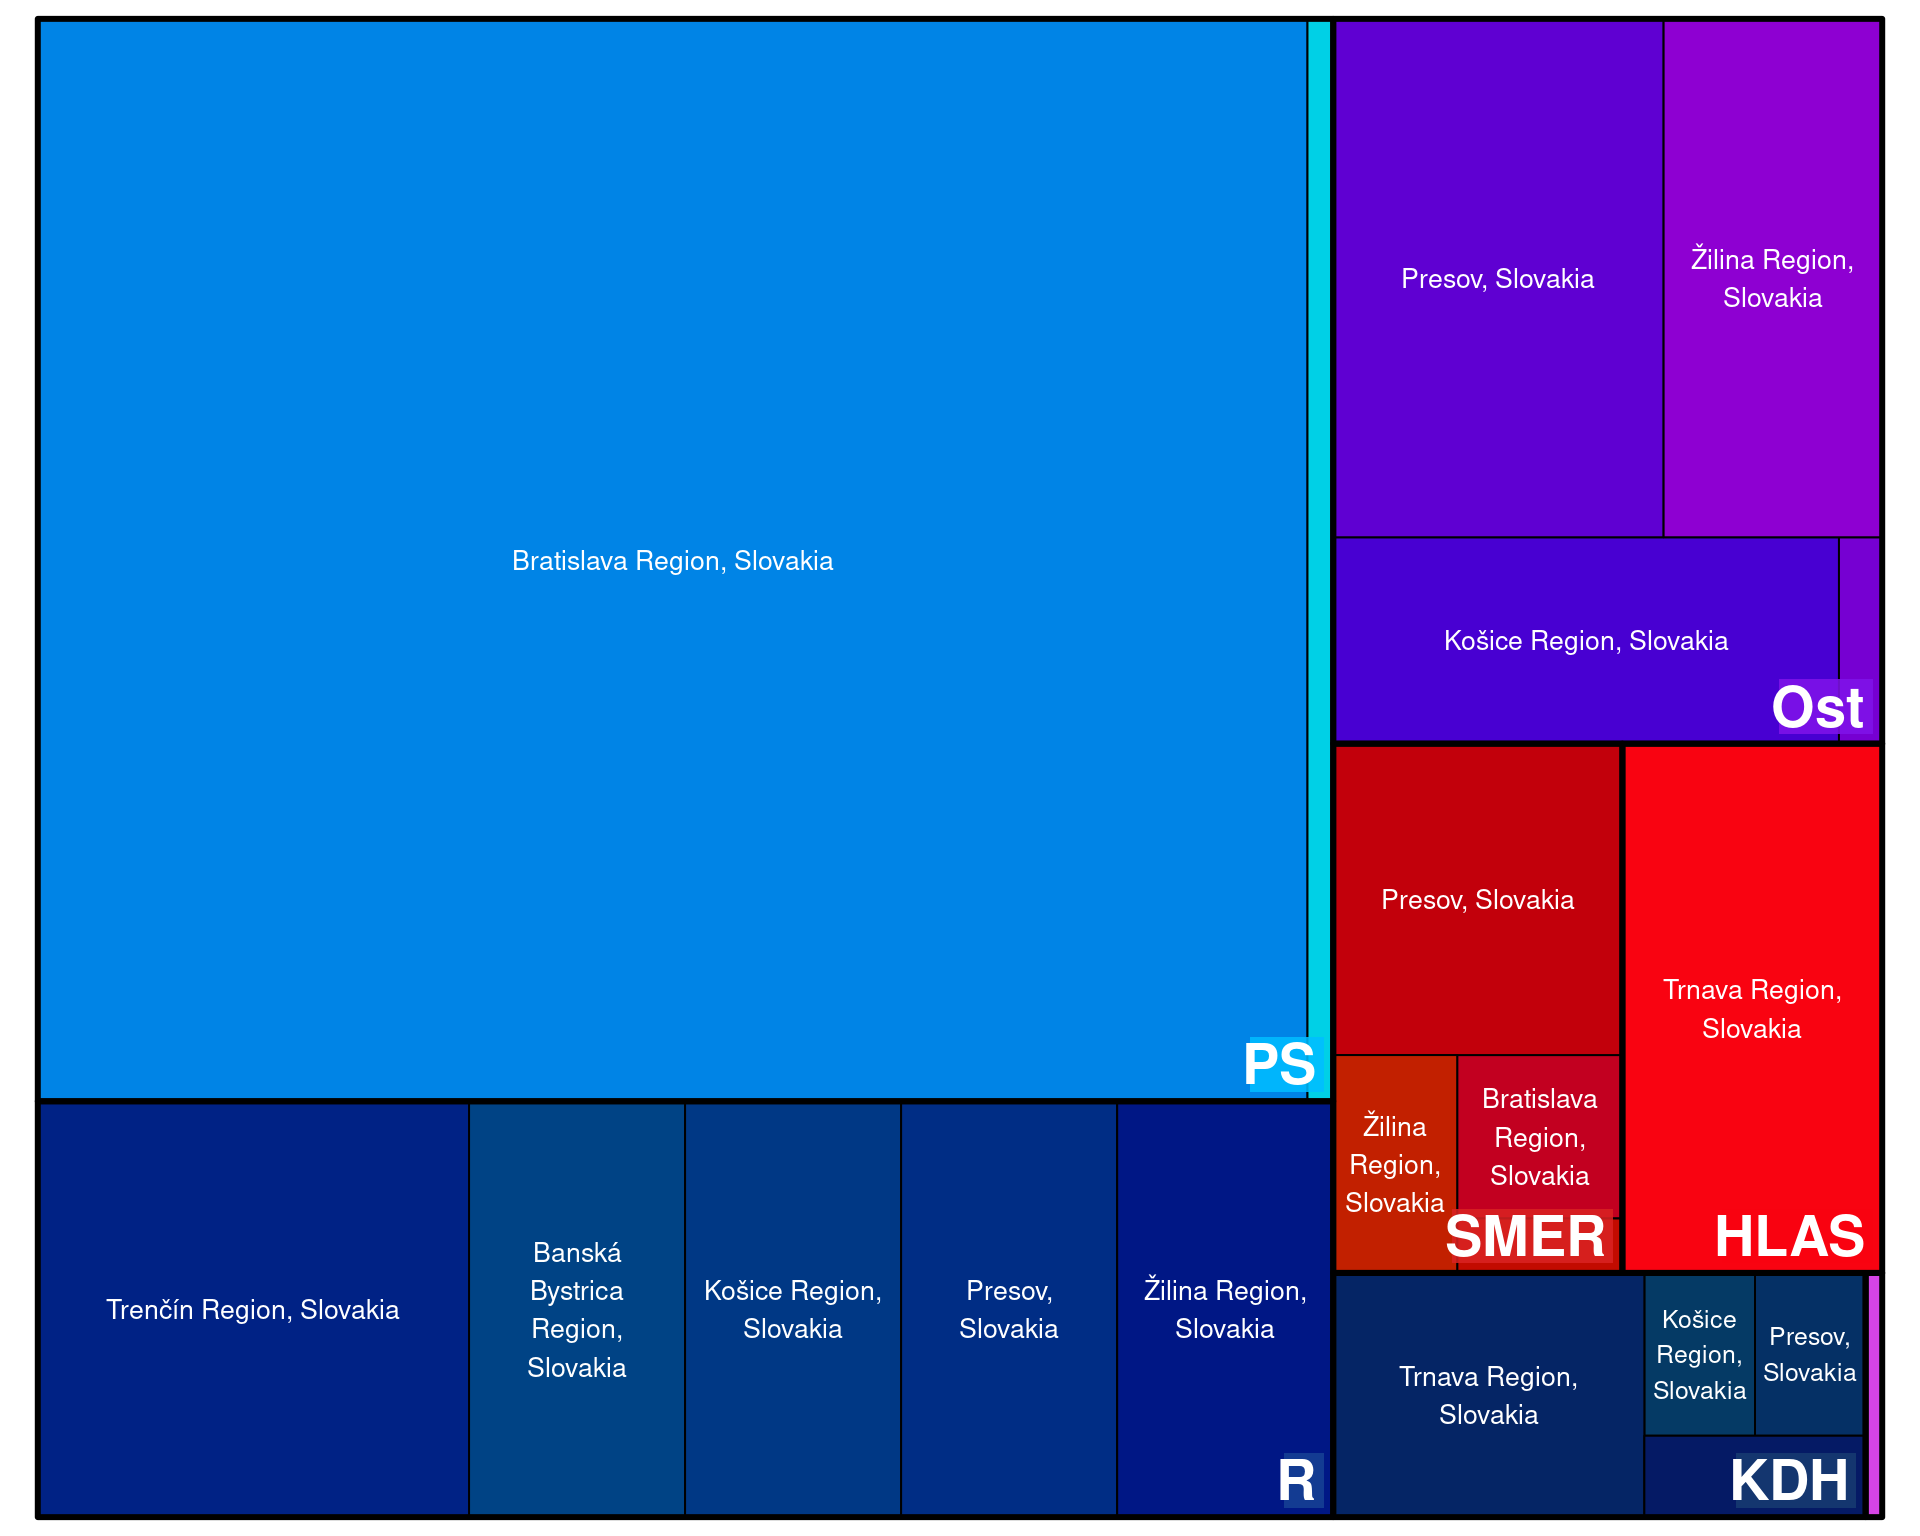 Bratislava Region, Slovakia
PS
Trenčín Region, Slovakia
Banská
Bystrica
Region,
Slovakia
Košice Region,
Slovakia
Presov,
Slovakia
Žilina Region,
Slovakia
R
Presov, Slovakia
Žilina Region,
Slovakia
Košice Region, Slovakia
Ost
Presov, Slovakia
Žilina
Region,
Slovakia
Bratislava
Region,
Slovakia
SMER
Trnava Region,
Slovakia
HLAS
Trnava Region,
Slovakia
Košice
Region,
Slovakia
Presov,
Slovakia
KDH